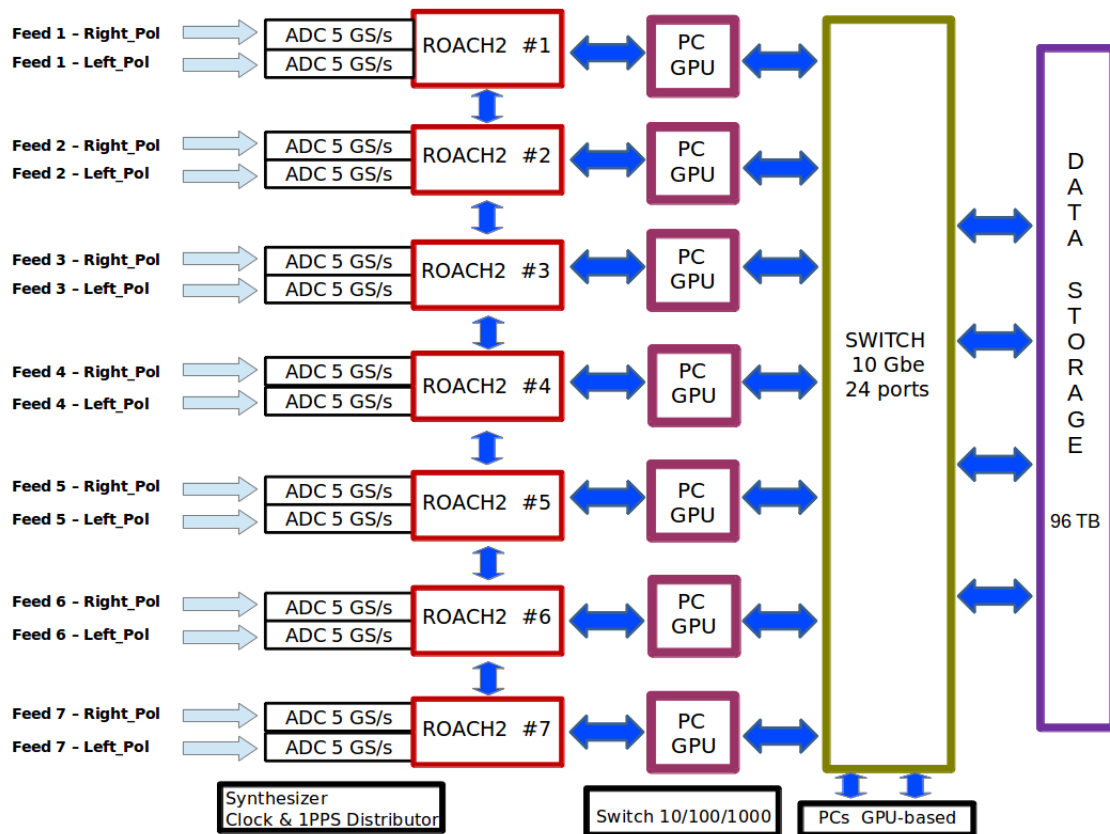 Feed 1 – Right_Pol
Feed 1 – Left_Pol
ADC 5 GS/s
ADC 5 GS/s
ROACH2 #1
PC
GPU
Feed 2 – Right_Pol
Feed 2 – Left_Pol
ADC 5 GS/s
ADC 5 GS/s
ROACH2 #2
PC
GPU
Feed 3 – Right_Pol
Feed 3 – Left_Pol
ADC 5 GS/s
ADC 5 GS/s
ROACH2 #3
PC
GPU
Feed 4 – Right_Pol
Feed 4 – Left_Pol
ADC 5 GS/s
ADC 5 GS/s
ROACH2 #4
PC
GPU
Feed 5 – Right_Pol
Feed 5 – Left_Pol
ADC 5 GS/s
ADC 5 GS/s
ROACH2 #5
PC
GPU
Feed 6 – Right_Pol
Feed 6 – Left_Pol
ADC 5 GS/s
ADC 5 GS/s
ROACH2 #6
PC
GPU
Feed 7 – Right_Pol
Feed 7 – Left_Pol
ADC 5 GS/s
ADC 5 GS/s
ROACH2 #7
PC
GPU
SWITCH
10 Gbe
24 ports
DATA STORAGE
96 TB
Synthesizer
Clock & 1PPS Distributor
Switch 10/100/1000
PCs GPU-based